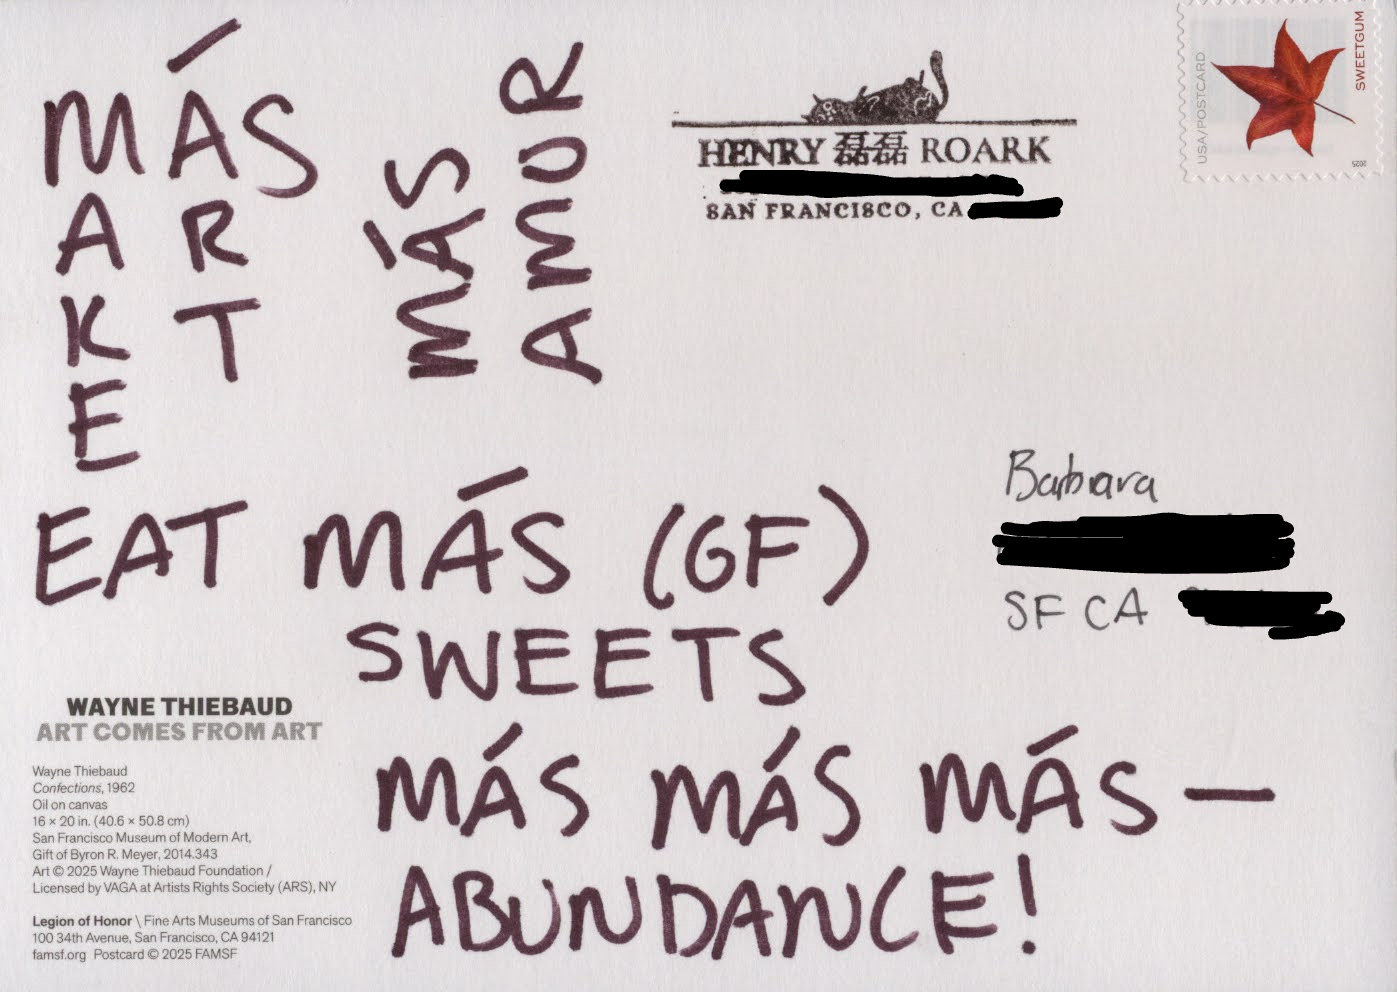 MÁS
MAKE
ART
MÁS
AMOR
EAT MÁS (GF)
SWEETS
MÁS MÁS MÁS —
ABUNDANCE!
HENRY 磊磊 ROARK
SAN FRANCISCO, CA
USA/POSTCARD
SWEETGUM
2025
Barbara
SF CA
WAYNE THIEBAUD
ART COMES FROM ART
Wayne Thiebaud
Confections, 1962
Oil on canvas
16 × 20 in. (40.6 × 50.8 cm)
San Francisco Museum of Modern Art,
Gift of Byron R. Meyer, 2014.343
Art © 2025 Wayne Thiebaud Foundation /
Licensed by VAGA at Artists Rights Society (ARS), NY
Legion of Honor \ Fine Arts Museums of San Francisco
100 34th Avenue, San Francisco, CA 94121
famsf.org Postcard © 2025 FAMSF